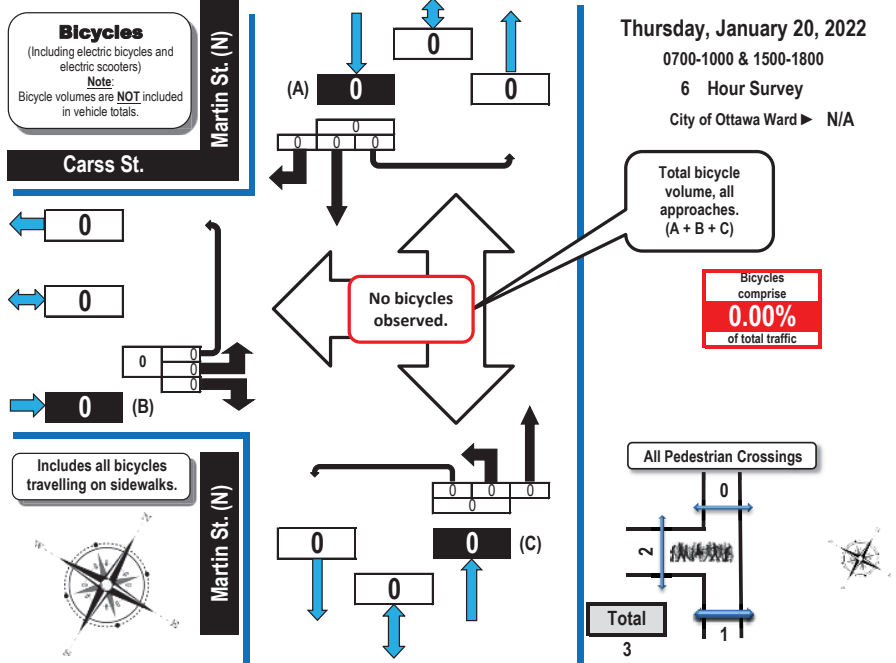 Bicycles
(Including electric bicycles and
electric scooters)
Note:
Bicycle volumes are NOT included
in vehicle totals.
Martin St. (N)
Carss St.
0
(A)
0
0
0
0
0
0
Thursday, January 20, 2022
0700-1000 & 1500-1800
6 Hour Survey
City of Ottawa Ward ► N/A
Total bicycle
volume, all
approaches.
(A + B + C)
0
0
No bicycles
observed.
Bicycles
comprise
0.00%
of total traffic
0
0
0
0
0
(B)
Includes all bicycles
travelling on sidewalks.
Martin St. (N)
N
E
S
W
0
0
0
0
0
0
(C)
0
All Pedestrian Crossings
0
2
1
Total
3